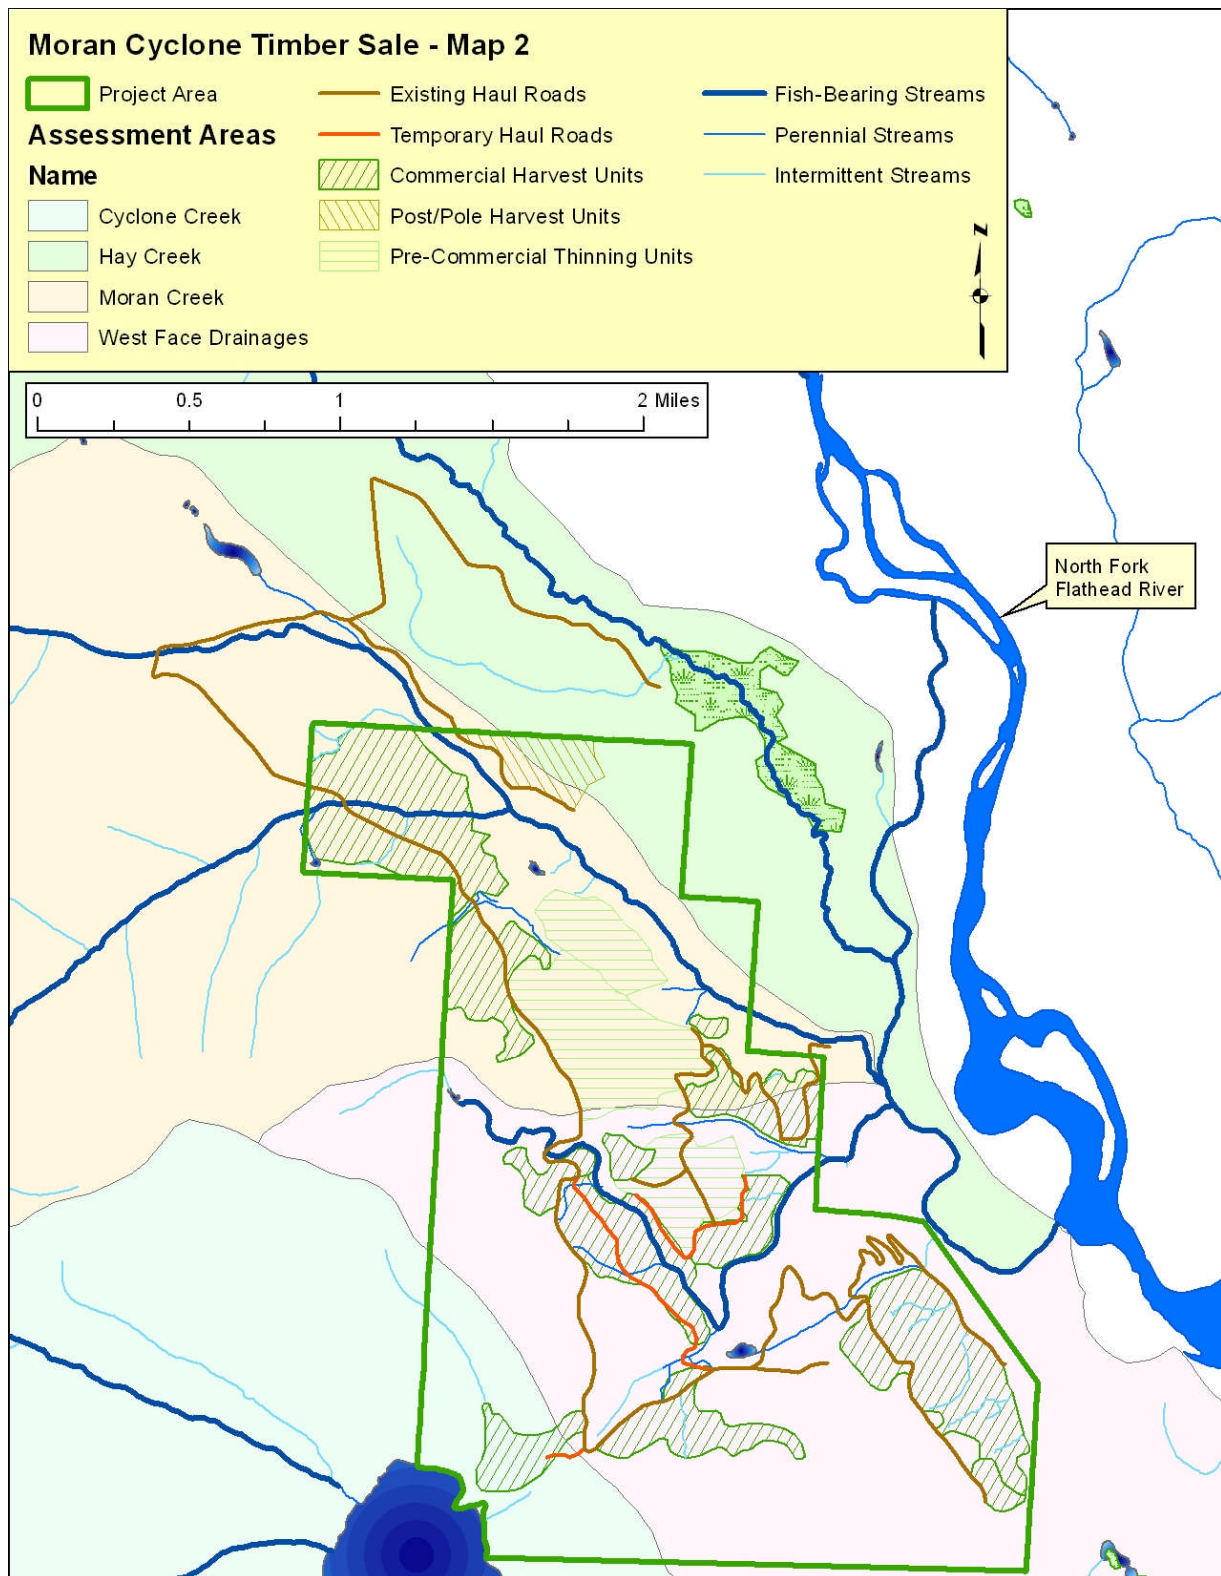 Moran Cyclone Timber Sale - Map 2
Project Area
Assessment Areas
Name
Cyclone Creek
Hay Creek
Moran Creek
West Face Drainages
Existing Haul Roads
Temporary Haul Roads
Commercial Harvest Units
Post/Pole Harvest Units
Pre-Commercial Thinning Units
Fish-Bearing Streams
Perennial Streams
Intermittent Streams
N
0 0.5 1 2 Miles
North Fork
Flathead River